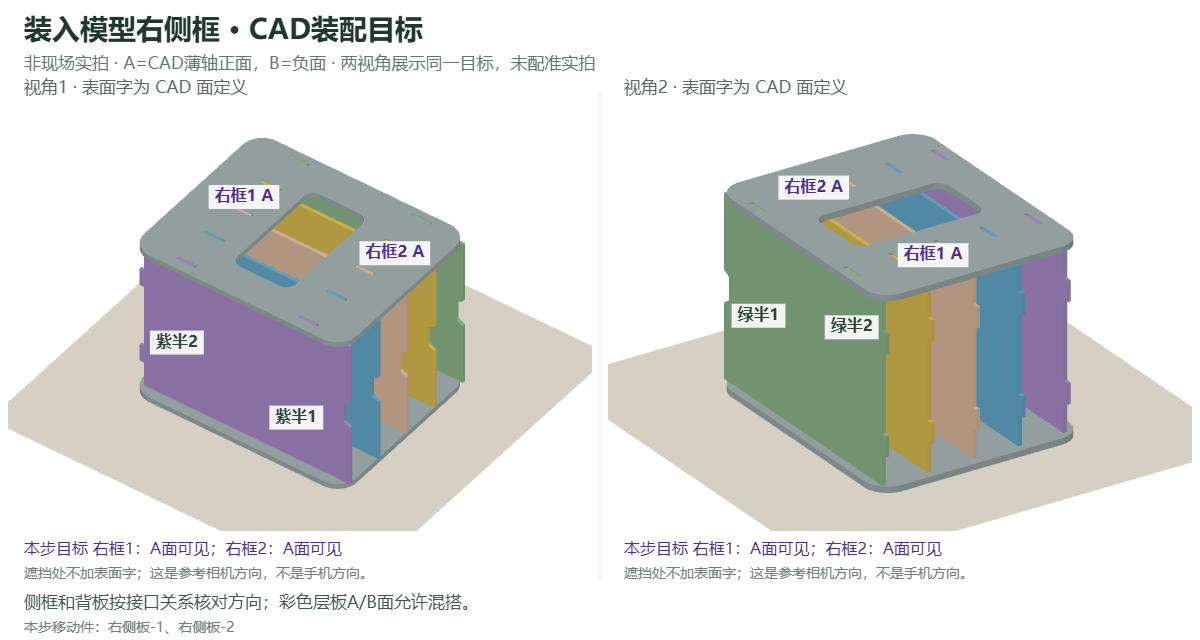 装入模型右侧框 · CAD装配目标
非现场实拍 · A=CAD薄轴正面，B=负面 · 两视角展示同一目标，未配准实拍
视角1 · 表面字为 CAD 面定义
视角2 · 表面字为 CAD 面定义
右框1 A
右框2 A
紫半2
紫半1
右框2 A
右框1 A
绿半1
绿半2
本步目标 右框1：A面可见；右框2：A面可见
遮挡处不加表面字；这是参考相机方向，不是手机方向。
本步目标 右框1：A面可见；右框2：A面可见
遮挡处不加表面字；这是参考相机方向，不是手机方向。
侧框和背板按接口关系核对方向；彩色层板A/B面允许混搭。
本步移动件：右侧板-1、右侧板-2